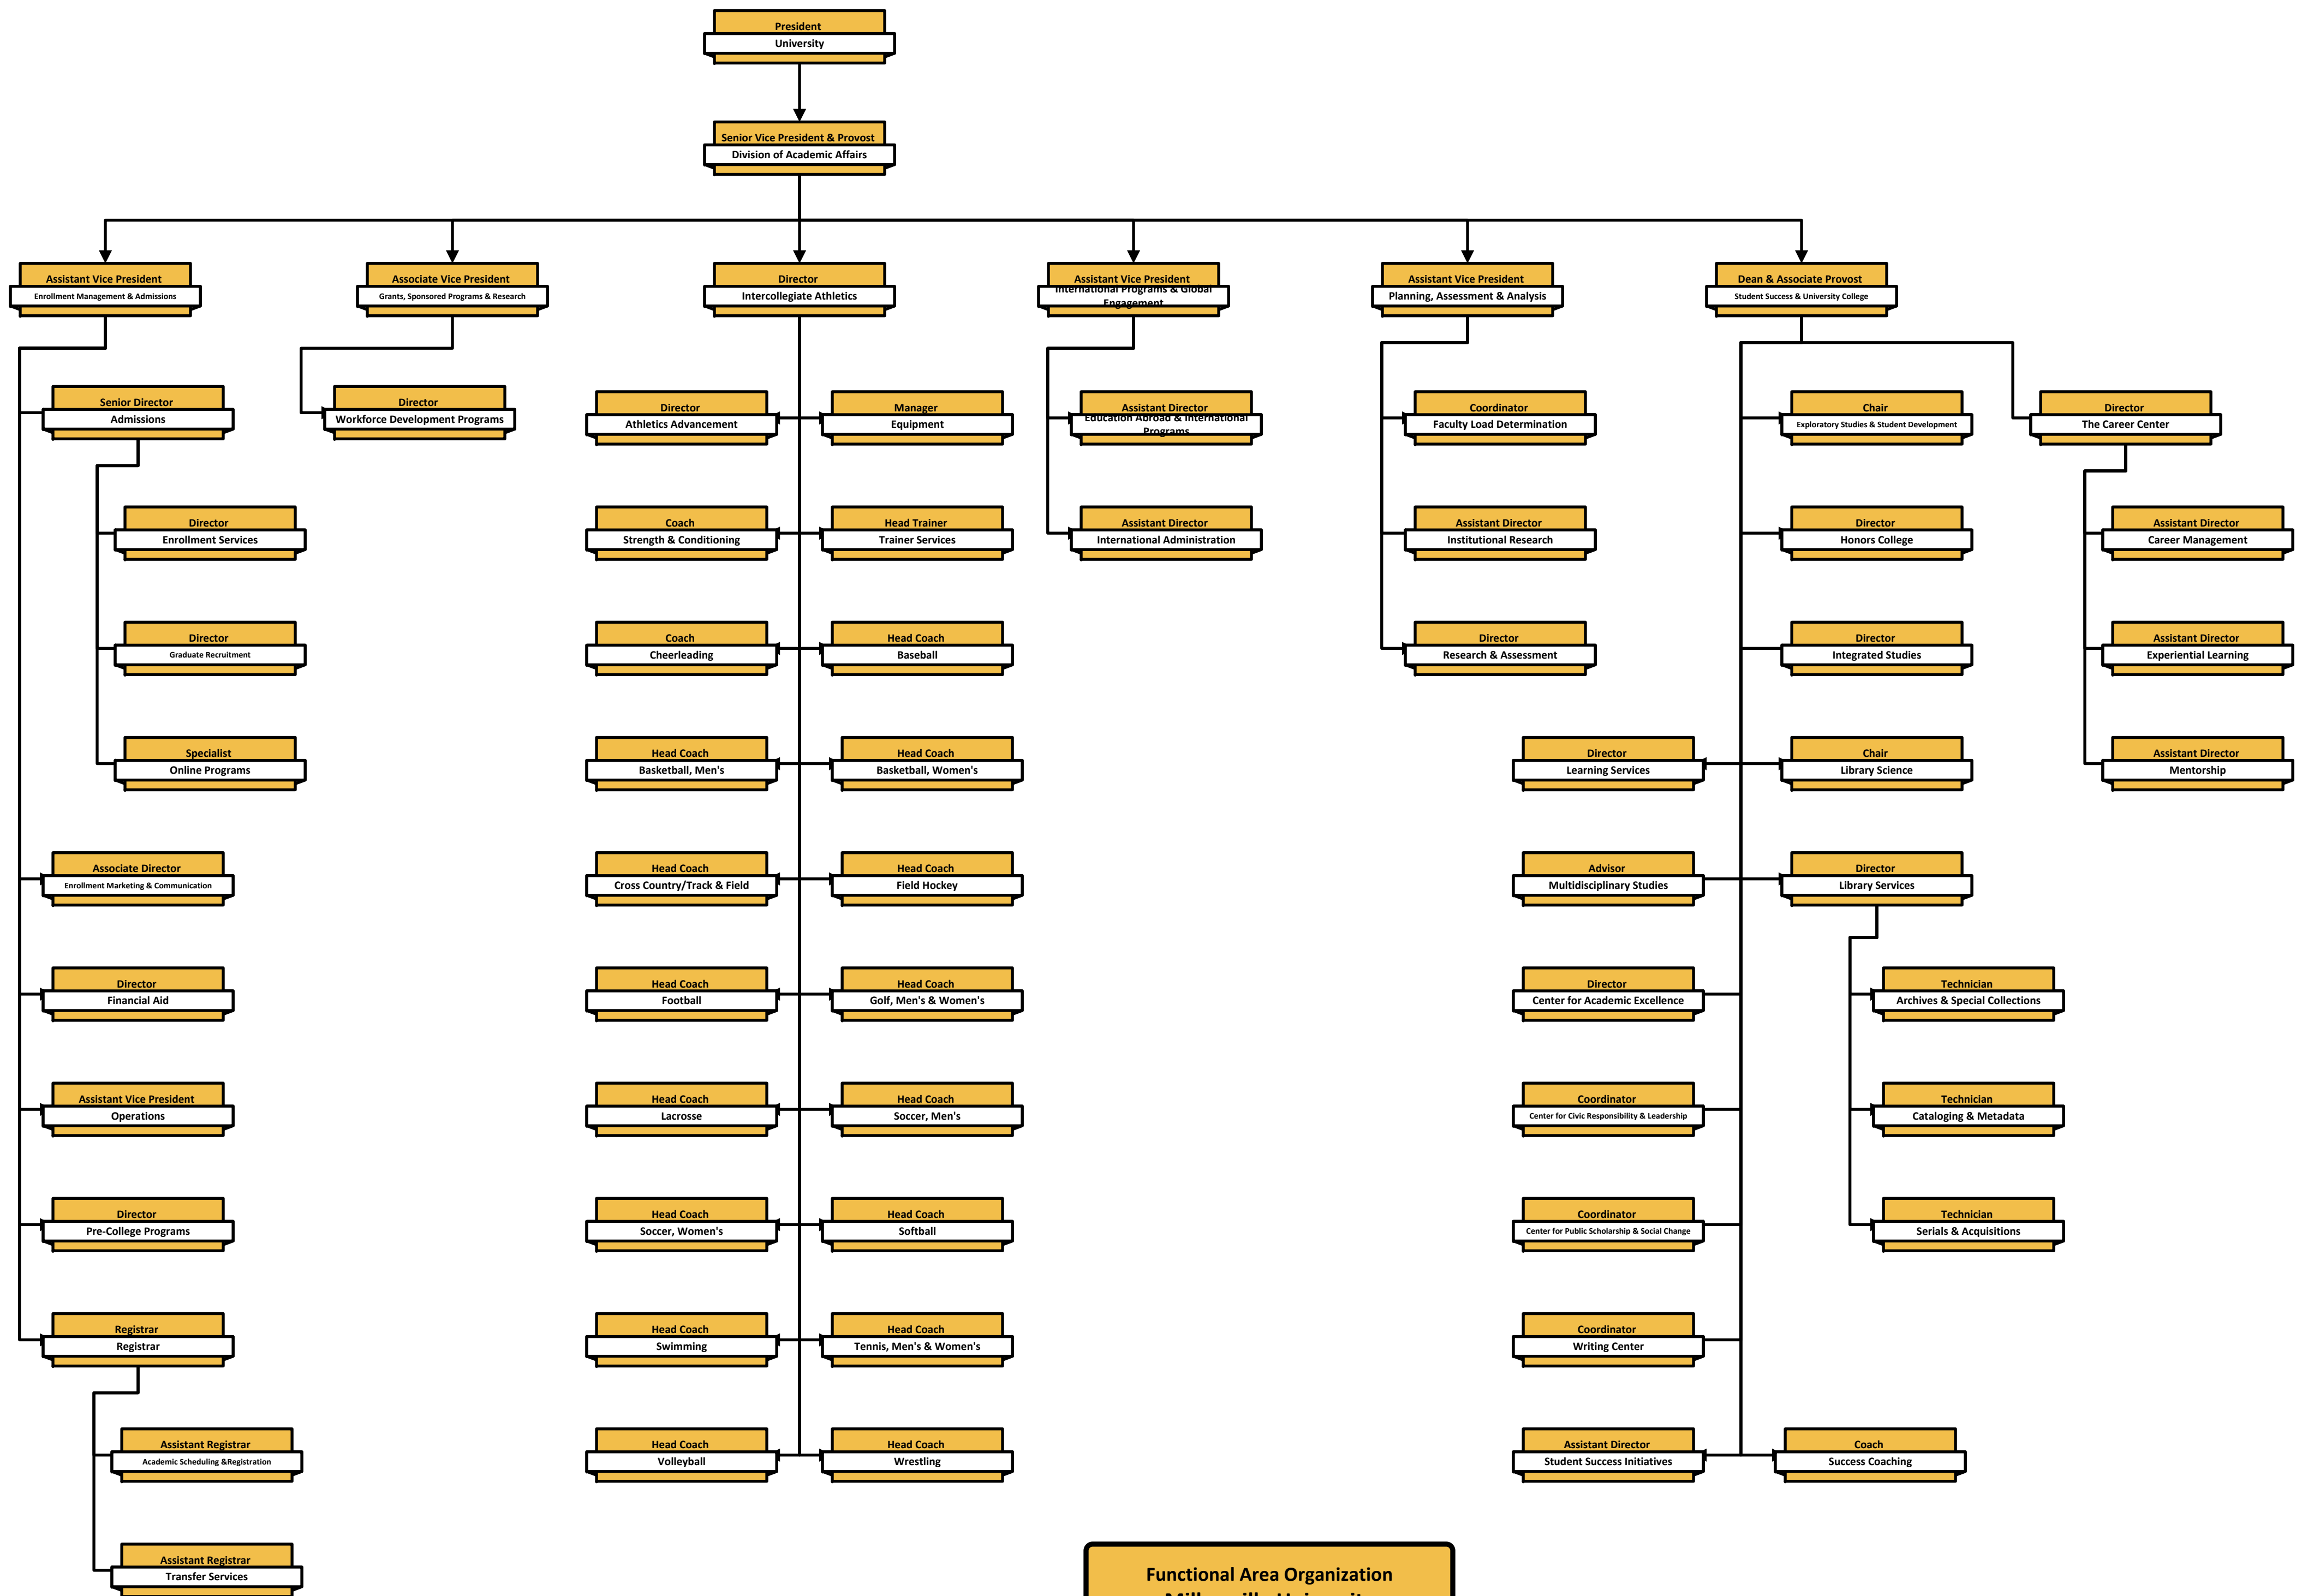 President
University
Senior Vice President & Provost
Division of Academic Affairs
Assistant Vice President
Enrollment Management & Admissions
Associate Vice President
Grants, Sponsored Programs & Research
Director
Intercollegiate Athletics
Assistant Vice President
International Programs & Global
Engagement
Assistant Vice President
Planning, Assessment & Analysis
Dean & Associate Provost
Student Success & University College
Senior Director
Admissions
Director
Workforce Development Programs
Director
Athletics Advancement
Manager
Equipment
Assistant Director
Education Abroad & International
Programs
Coordinator
Faculty Load Determination
Chair
Exploratory Studies & Student Development
Director
The Career Center
Director
Enrollment Services
Coach
Strength & Conditioning
Head Trainer
Trainer Services
Assistant Director
International Administration
Assistant Director
Institutional Research
Director
Honors College
Assistant Director
Career Management
Director
Graduate Recruitment
Coach
Cheerleading
Head Coach
Baseball
Director
Research & Assessment
Director
Integrated Studies
Assistant Director
Experiential Learning
Specialist
Online Programs
Head Coach
Basketball, Men's
Head Coach
Basketball, Women's
Director
Learning Services
Chair
Library Science
Assistant Director
Mentorship
Associate Director
Enrollment Marketing & Communication
Head Coach
Cross Country/Track & Field
Head Coach
Field Hockey
Advisor
Multidisciplinary Studies
Director
Library Services
Director
Financial Aid
Head Coach
Football
Head Coach
Golf, Men's & Women's
Director
Center for Academic Excellence
Technician
Archives & Special Collections
Assistant Vice President
Operations
Head Coach
Lacrosse
Head Coach
Soccer, Men's
Coordinator
Center for Civic Responsibility & Leadership
Technician
Cataloging & Metadata
Director
Pre-College Programs
Head Coach
Soccer, Women's
Head Coach
Softball
Coordinator
Center for Public Scholarship & Social Change
Technician
Serials & Acquisitions
Registrar
Registrar
Head Coach
Swimming
Head Coach
Tennis, Men's & Women's
Coordinator
Writing Center
Assistant Registrar
Academic Scheduling &Registration
Head Coach
Volleyball
Head Coach
Wrestling
Assistant Director
Student Success Initiatives
Coach
Success Coaching
Assistant Registrar
Transfer Services
Functional Area Organization